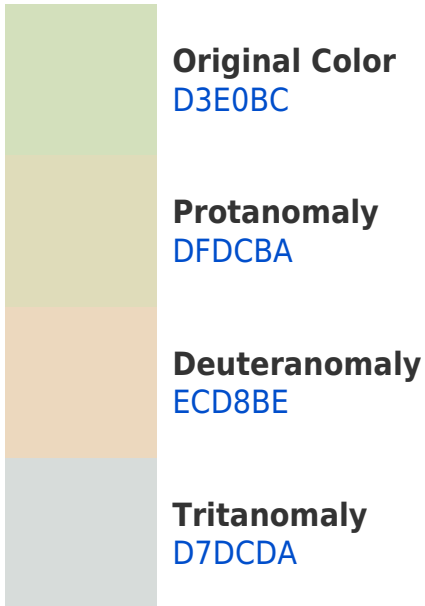 Original Color
D3E0BC
Protanomaly
DFDCBA
Deuteranomaly
ECD8BE
Tritanomaly
D7DCDA